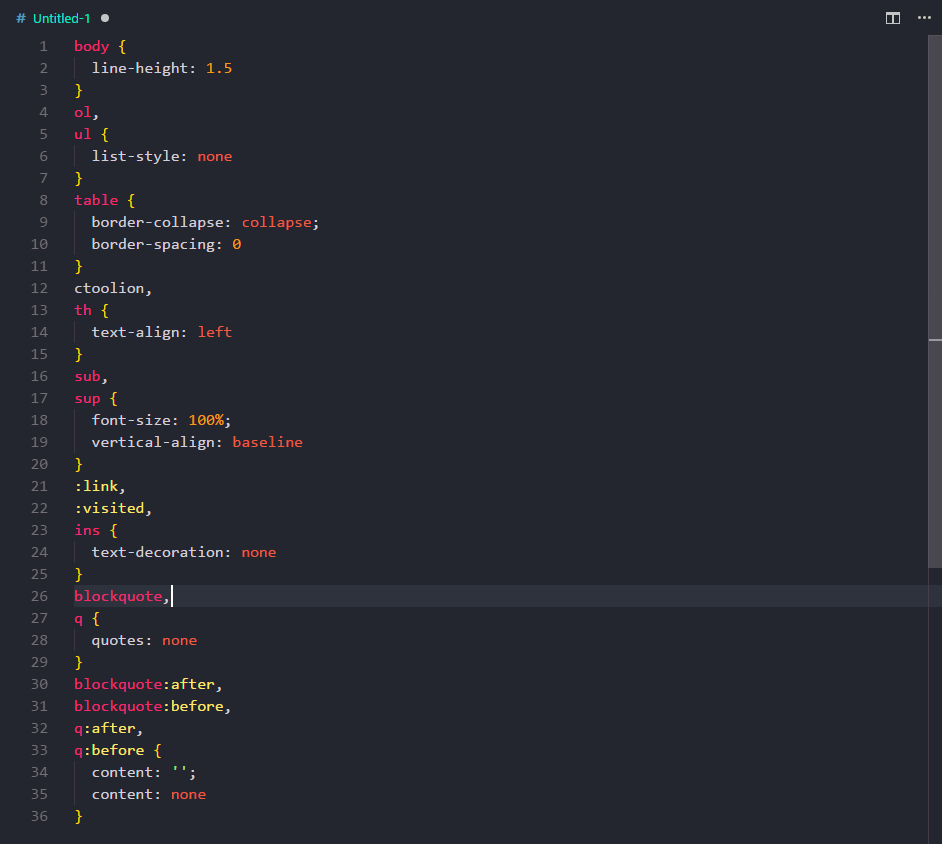 # Untitled-1
1 body {
2 line-height: 1.5
3 }
4 ol,
5 ul {
6 list-style: none
7 }
8 table {
9 border-collapse: collapse;
10 border-spacing: 0
11 }
12 ctoolion,
13 th {
14 text-align: left
15 }
16 sub,
17 sup {
18 font-size: 100%;
19 vertical-align: baseline
20 }
21 :link,
22 :visited,
23 ins {
24 text-decoration: none
25 }
26 blockquote,
27 q {
28 quotes: none
29 }
30 blockquote:after,
31 blockquote:before,
32 q:after,
33 q:before {
34 content: '';
35 content: none
36 }